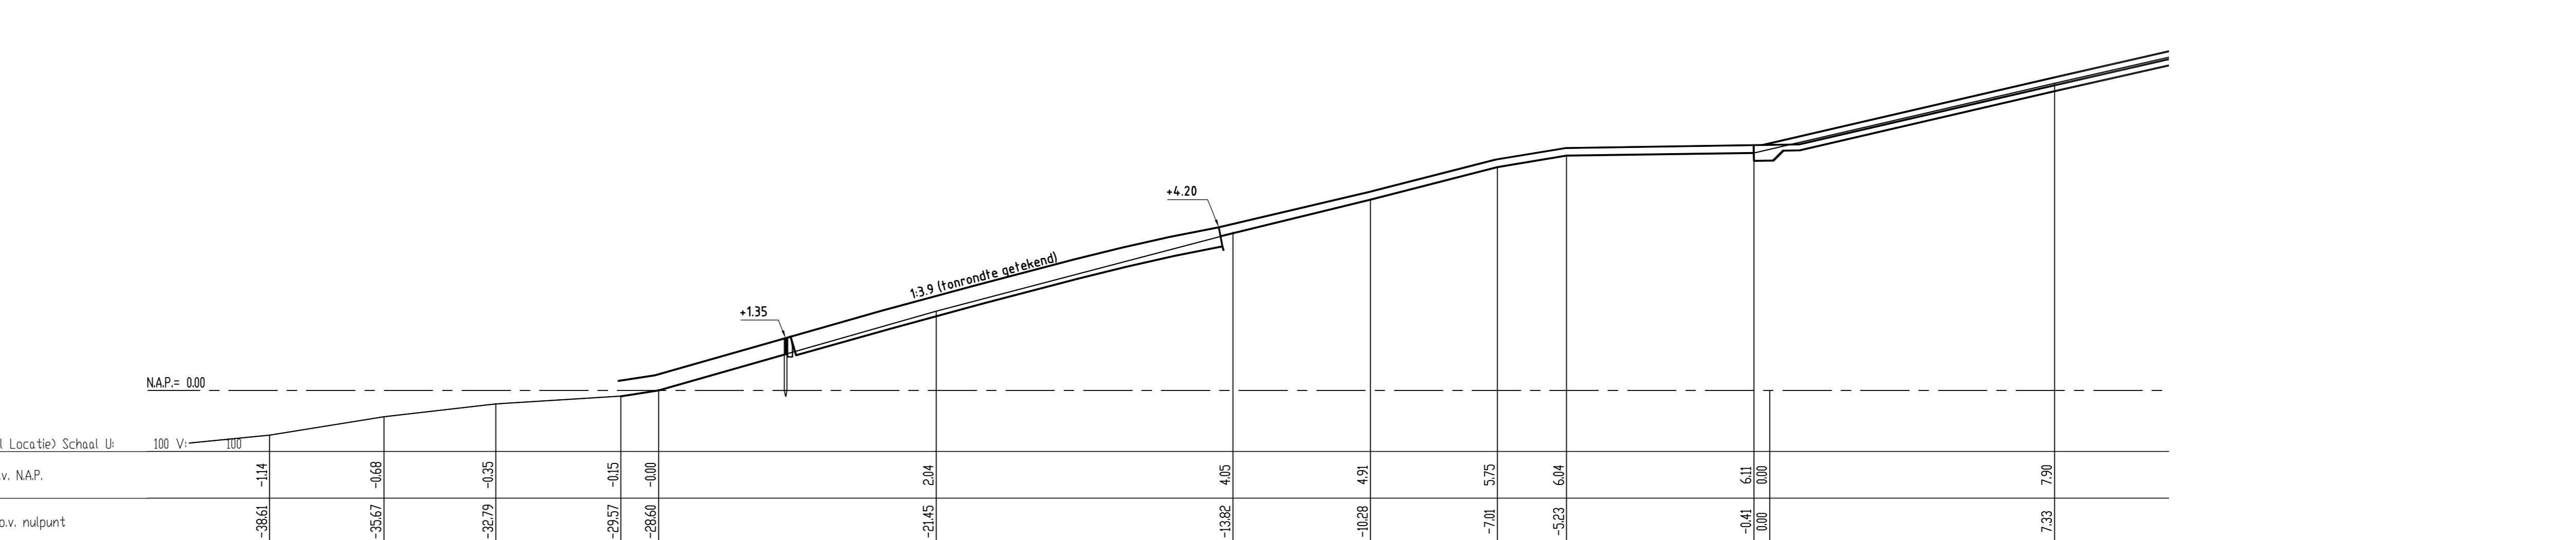 +4.20
1:3.9 (tonrondte getekend)
+1.35
N.A.P.= 0.00
l Locatie) Schaal U: 100 V: 100
.v. N.A.P. -1.14 -0.68 -0.35 -0.15 -0.00 2.04 4.05 4.91 5.75 6.04 6.11 0.00 7.90
o.v. nulpunt -38.61 -35.67 -32.79 -29.57 -28.60 -21.45 -13.82 -10.28 -7.01 -5.23 -0.41 0.00 7.33